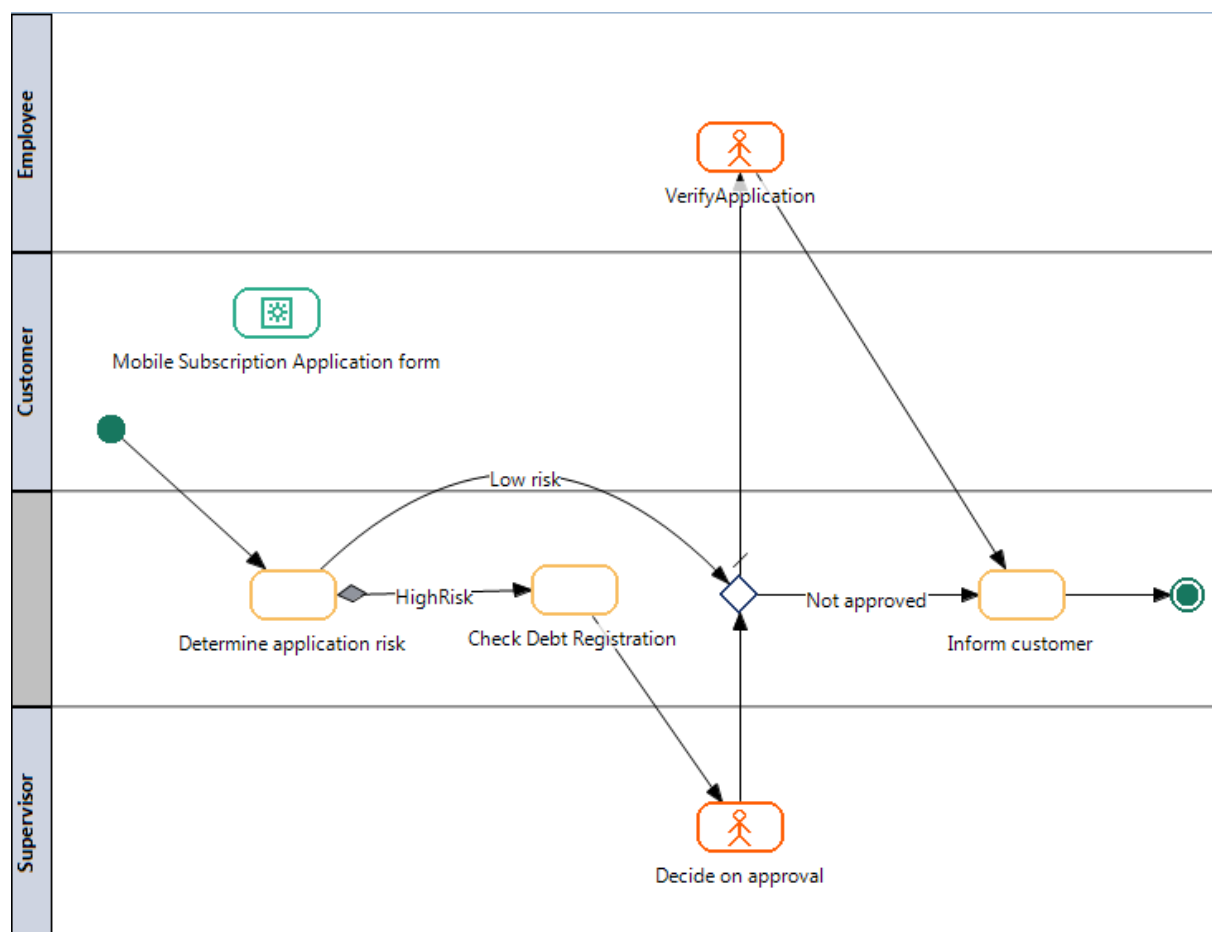 Employee
VerifyApplication
Customer
Mobile Subscription Application form
Low risk
HighRisk
Not approved
Determine application risk
Check Debt Registration
Inform customer
Supervisor
Decide on approval